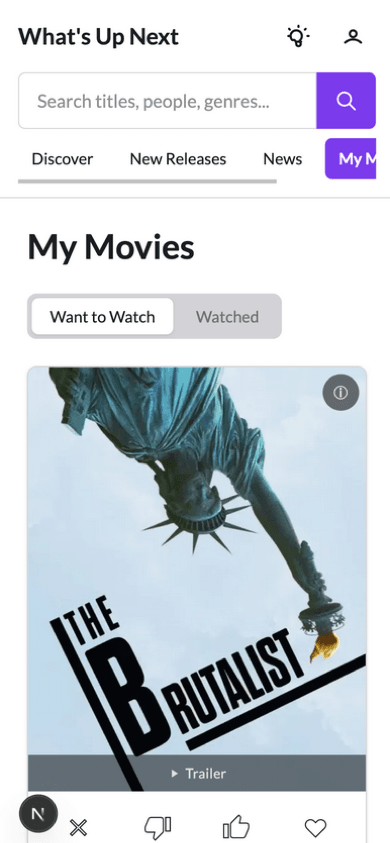 What's Up Next
Search titles, people, genres...
Discover New Releases News My M
My Movies
Want to Watch Watched
THE
BRUTALIST
Trailer
N